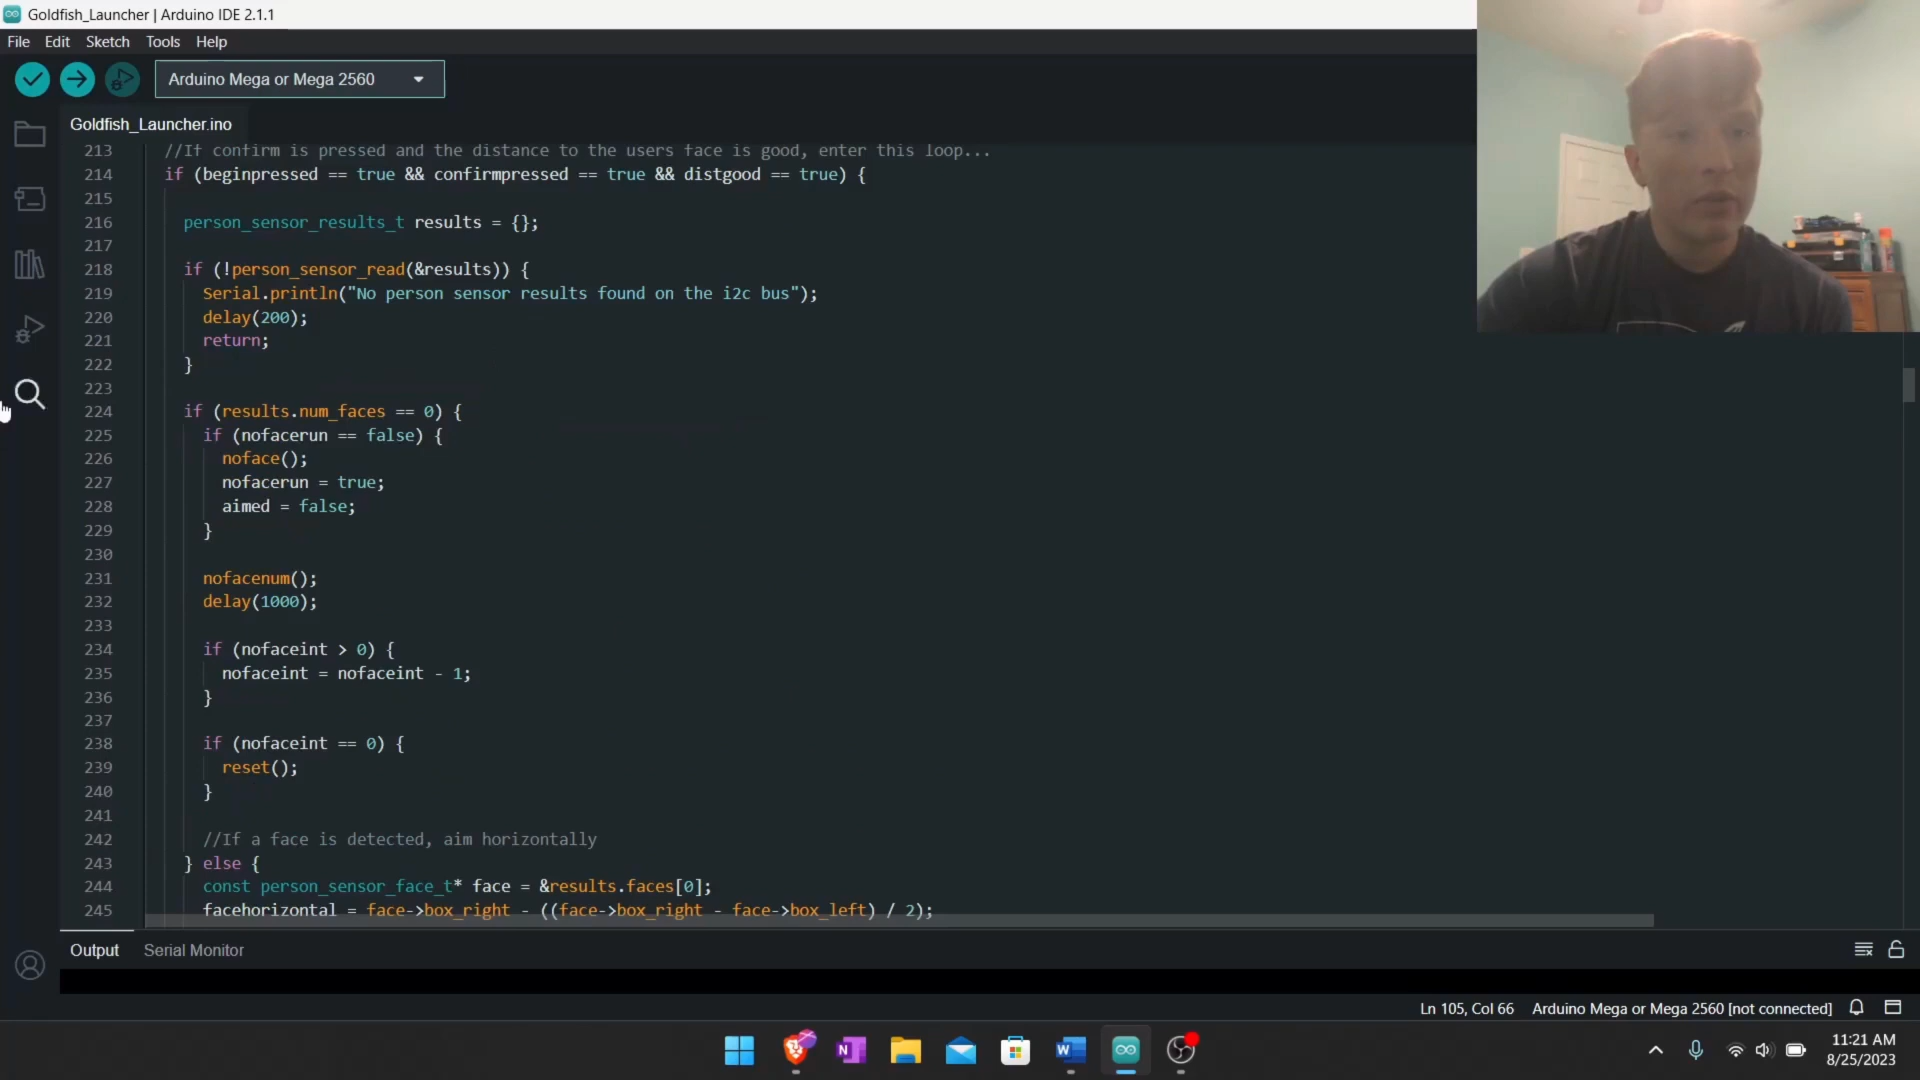 Goldfish_Launcher | Arduino IDE 2.1.1
File Edit Sketch Tools Help
Arduino Mega or Mega 2560
Goldfish_Launcher.ino
213 //If confirm is pressed and the distance to the users face is good, enter this loop...
214 if (beginpressed == true && confirmpressed == true && distgood == true) {
215
216 person_sensor_results_t results = {};
217
218 if (!person_sensor_read(&results)) {
219 Serial.println("No person sensor results found on the i2c bus");
220 delay(200);
221 return;
222 }
223
224 if (results.num_faces == 0) {
225 if (nofacerun == false) {
226 noface();
227 nofacerun = true;
228 aimed = false;
229 }
230
231 nofacenum();
232 delay(1000);
233
234 if (nofaceint > 0) {
235 nofaceint = nofaceint - 1;
236 }
237
238 if (nofaceint == 0) {
239 reset();
240 }
241
242 //If a face is detected, aim horizontally
243 } else {
244 const person_sensor_face_t* face = &results.faces[0];
245 facehorizontal = face->box_right - ((face->box_right - face->box_left) / 2);
Output Serial Monitor
Ln 105, Col 66 Arduino Mega or Mega 2560 [not connected]
11:21 AM
8/25/2023